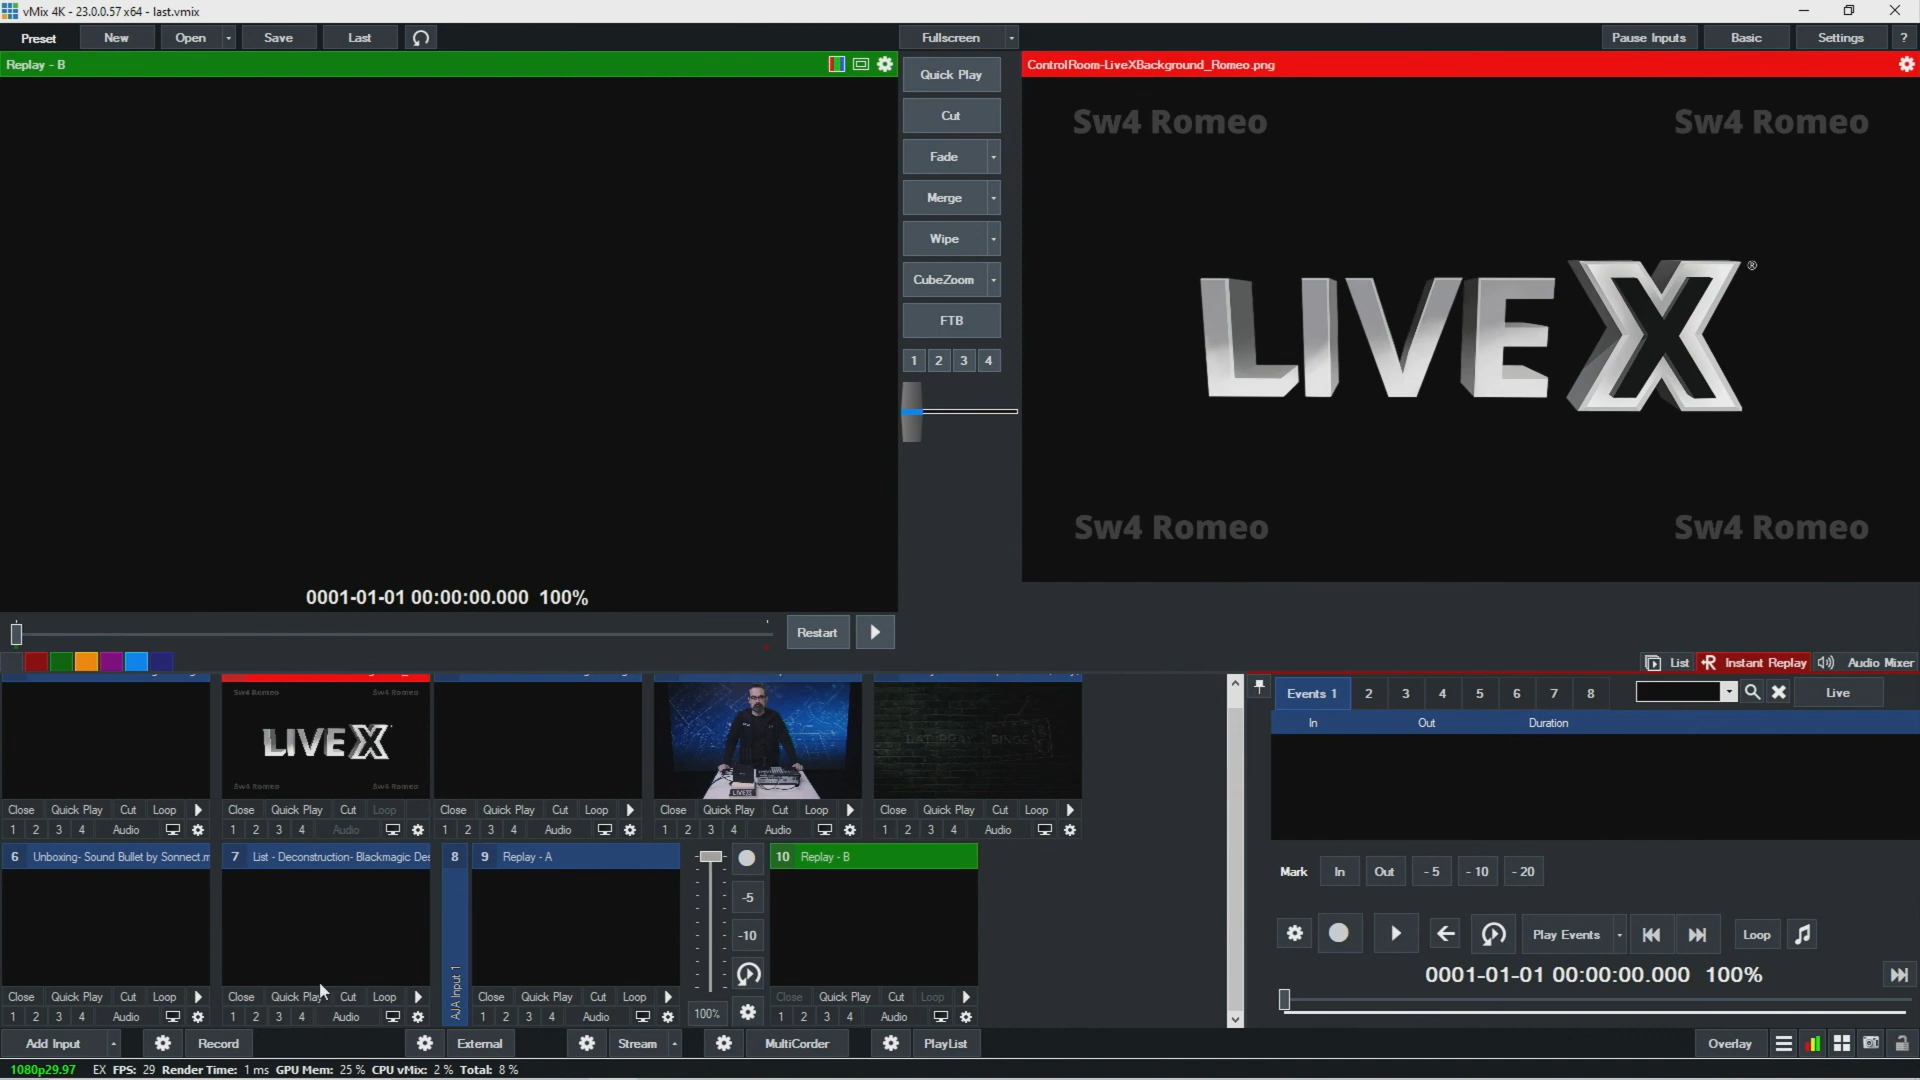 vMix 4K - 23.0.0.57 x64 - last.vmix
Preset New Open Save Last Fullscreen Pause Inputs Basic Settings ?
Replay - B
ControlRoom-LiveXBackground_Romeo.png
Quick Play
Cut
Fade
Merge
Wipe
CubeZoom
FTB
1 2 3 4
Sw4 Romeo Sw4 Romeo
LIVEX®
Sw4 Romeo Sw4 Romeo
0001-01-01 00:00:00.000 100%
Restart
List R Instant Replay Audio Mixer
Sw4 Romeo Sw4 Romeo
LIVEX
Sw4 Romeo Sw4 Romeo
LIVEX
Close Quick Play Cut Loop Close Quick Play Cut Loop Close Quick Play Cut Loop Close Quick Play Cut Loop Close Quick Play Cut Loop
1 2 3 4 Audio 1 2 3 4 Audio 1 2 3 4 Audio 1 2 3 4 Audio 1 2 3 4 Audio
6 Unboxing- Sound Bullet by Sonnect.m 7 List - Deconstruction- Blackmagic Des 8 9 Replay - A 10 Replay - B
AJA Input 1
-5
-10
100%
Close Quick Play Cut Loop Close Quick Play Cut Loop Close Quick Play Cut Loop Close Quick Play Cut Loop
1 2 3 4 Audio 1 2 3 4 Audio 1 2 3 4 Audio 1 2 3 4 Audio
Events 1 2 3 4 5 6 7 8 Live
In Out Duration
Mark In Out - 5 - 10 - 20
Play Events Loop
0001-01-01 00:00:00.000 100%
Add Input Record External Stream MultiCorder PlayList Overlay
1080p29.97 EX FPS: 29 Render Time: 1 ms GPU Mem: 25 % CPU vMix: 2 % Total: 8 %